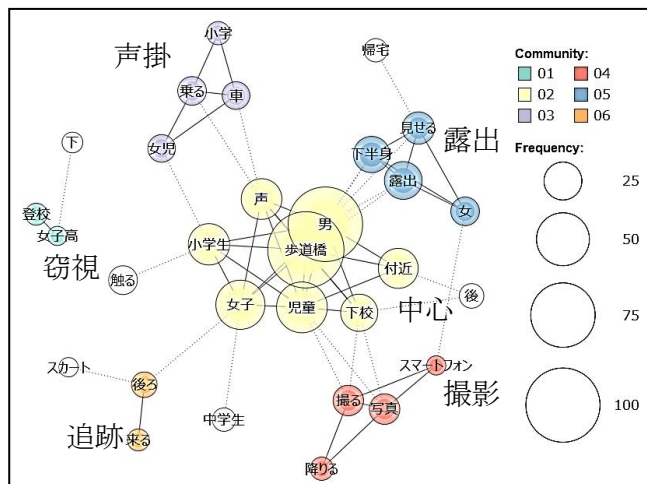 小学
声掛
乗る
車
女児
帰宅
見せる
下半身
露出
露出
女
Community:
01
04
02
05
03
06
Frequency:
25
50
75
100
下
登校
女子高
窃視
声
男
小学生
歩道橋
付近
触る
女子
児童
下校
中心
後
スカート
後ろ
来る
追跡
中学生
スマートフォン
撮る
写真
撮影
降りる